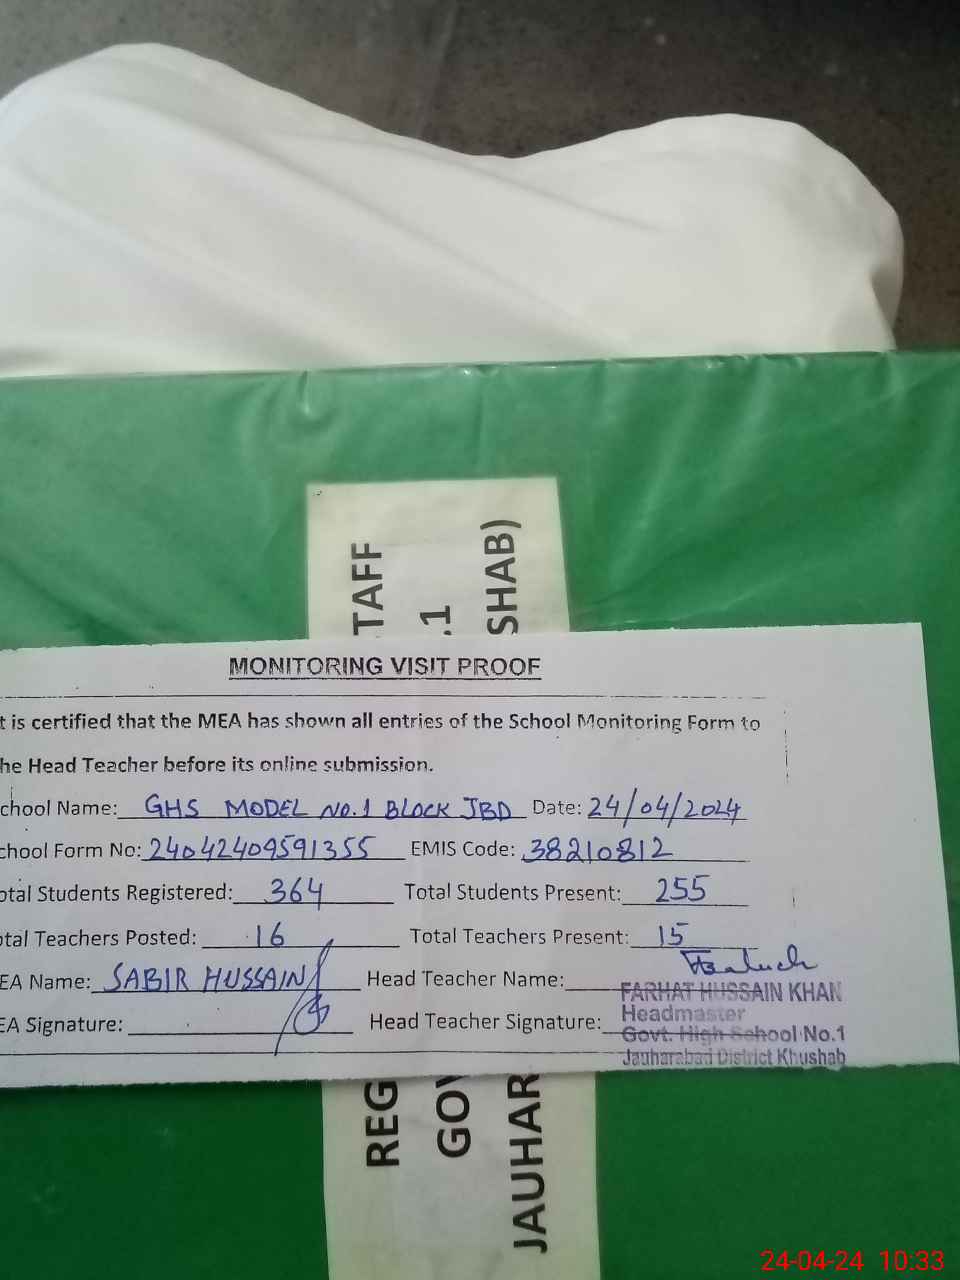 TAFF
.1
SHAB)
MONITORING VISIT PROOF
t is certified that the MEA has shown all entries of the School Monitoring Form to
he Head Teacher before its online submission.
chool Name: GHS MODEL NO.1 BLOCK JBD Date: 24/04/2024
chool Form No: 24042409591355 EMIS Code: 38210812
otal Students Registered: 364 Total Students Present: 255
otal Teachers Posted: 16 Total Teachers Present: 15
EA Name: SABIR HUSSAIN Head Teacher Name:
EA Signature: Head Teacher Signature:
FARHAT HUSSAIN KHAN
Headmaster
Govt. High School No.1
Jauharabad District Khushab
REG
GOV
JAUHAR
24-04-24 10:33